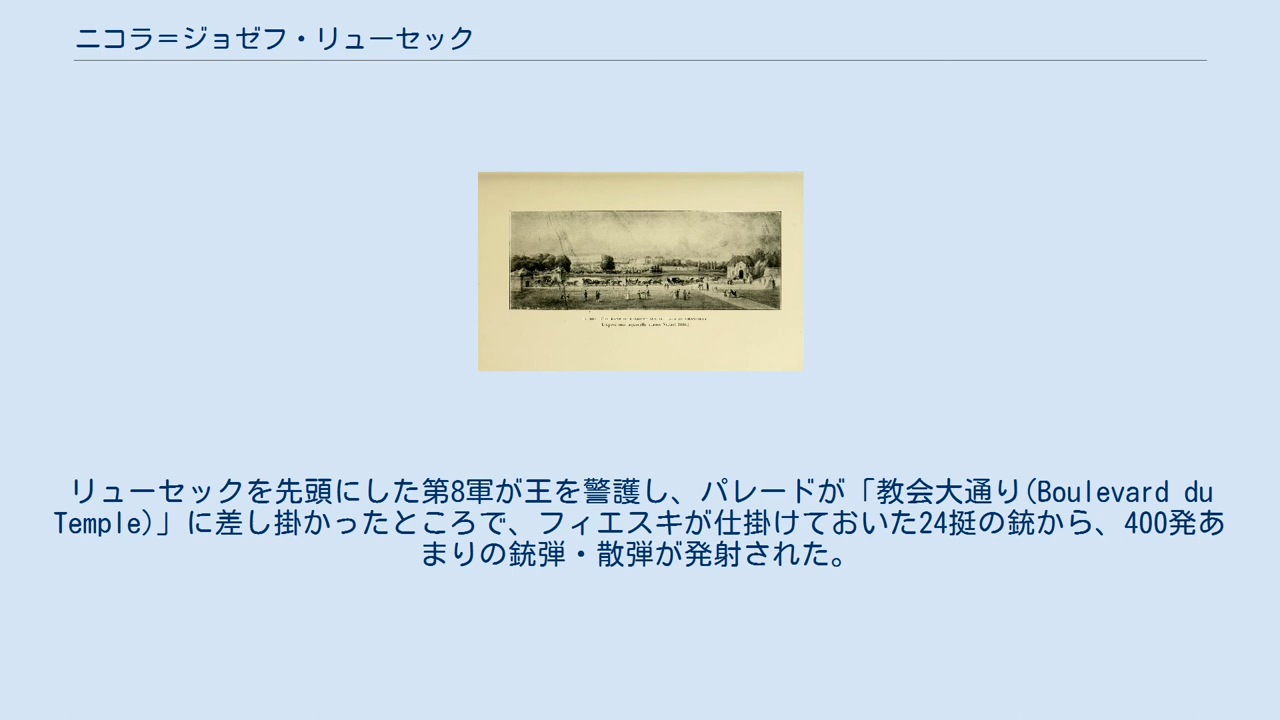 ニコラ＝ジョゼフ・リューセック
リューセックを先頭にした第8軍が王を警護し、パレードが「教会大通り(Boulevard du
Temple)」に差し掛かったところで、フィエスキが仕掛けておいた24挺の銃から、400発あ
まりの銃弾・散弾が発射された。